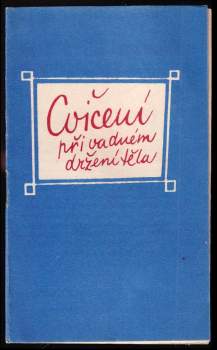 Cvičení
při vadném
držení těla